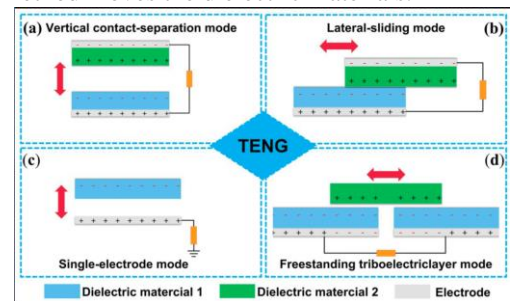 (a) Vertical contact-separation mode
Lateral-sliding mode (b)
TENG
(c)
(d)
Single-electrode mode
Freestanding triboelectriclayer mode
Dielectric matercial 1 Dielectric matercial 2 Electrode